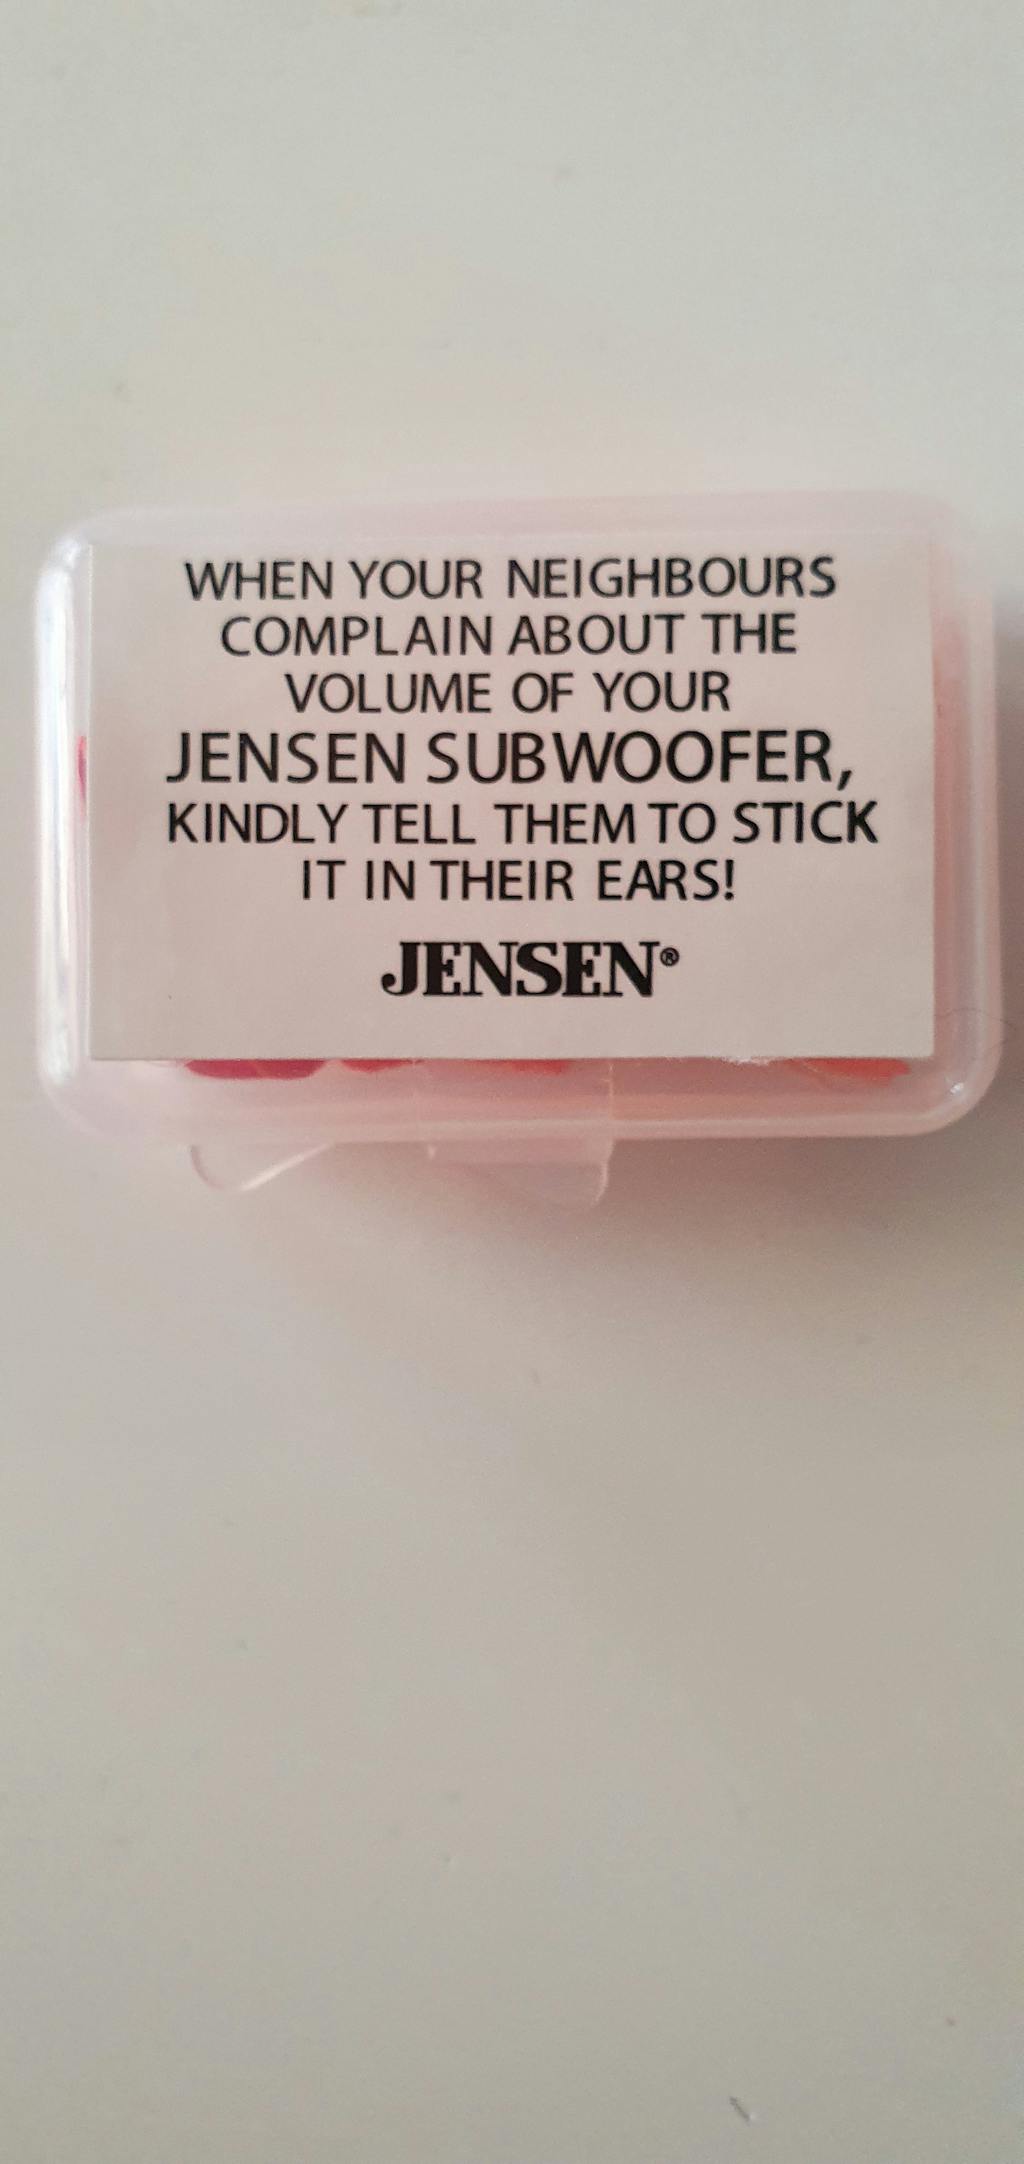 WHEN YOUR NEIGHBOURS
COMPLAIN ABOUT THE
VOLUME OF YOUR
JENSEN SUBWOOFER,
KINDLY TELL THEM TO STICK
IT IN THEIR EARS!
JENSEN®